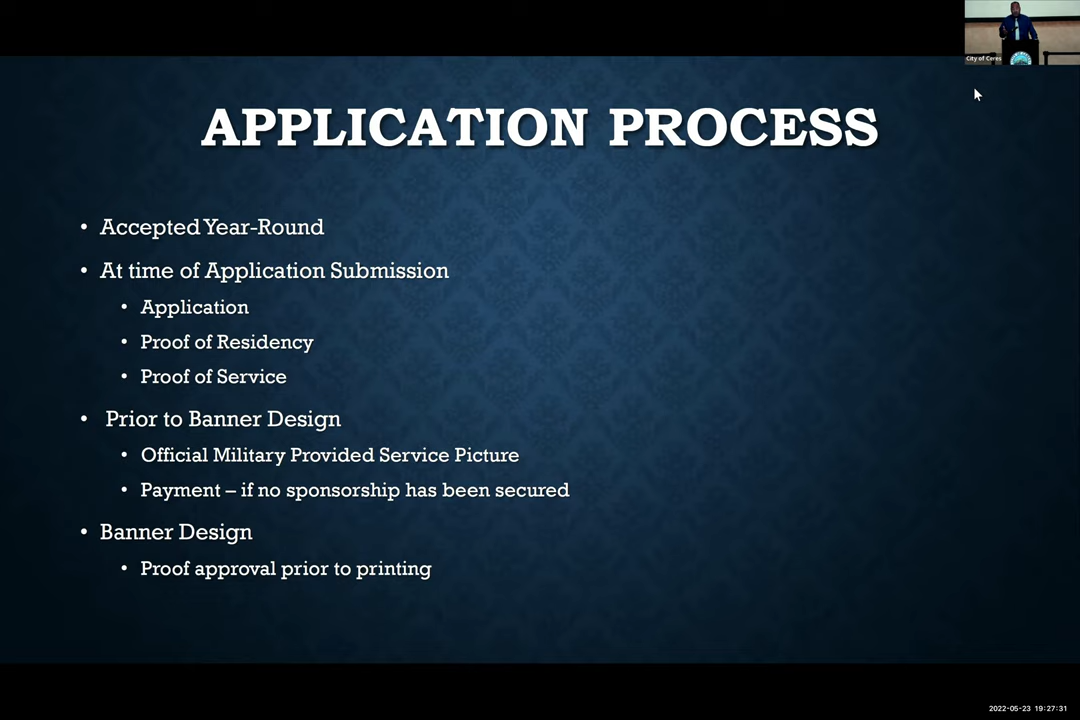 City of Ceres
APPLICATION PROCESS
• Accepted Year-Round
• At time of Application Submission
• Application
• Proof of Residency
• Proof of Service
• Prior to Banner Design
• Official Military Provided Service Picture
• Payment – if no sponsorship has been secured
• Banner Design
• Proof approval prior to printing
2022-05-23 19:27:31